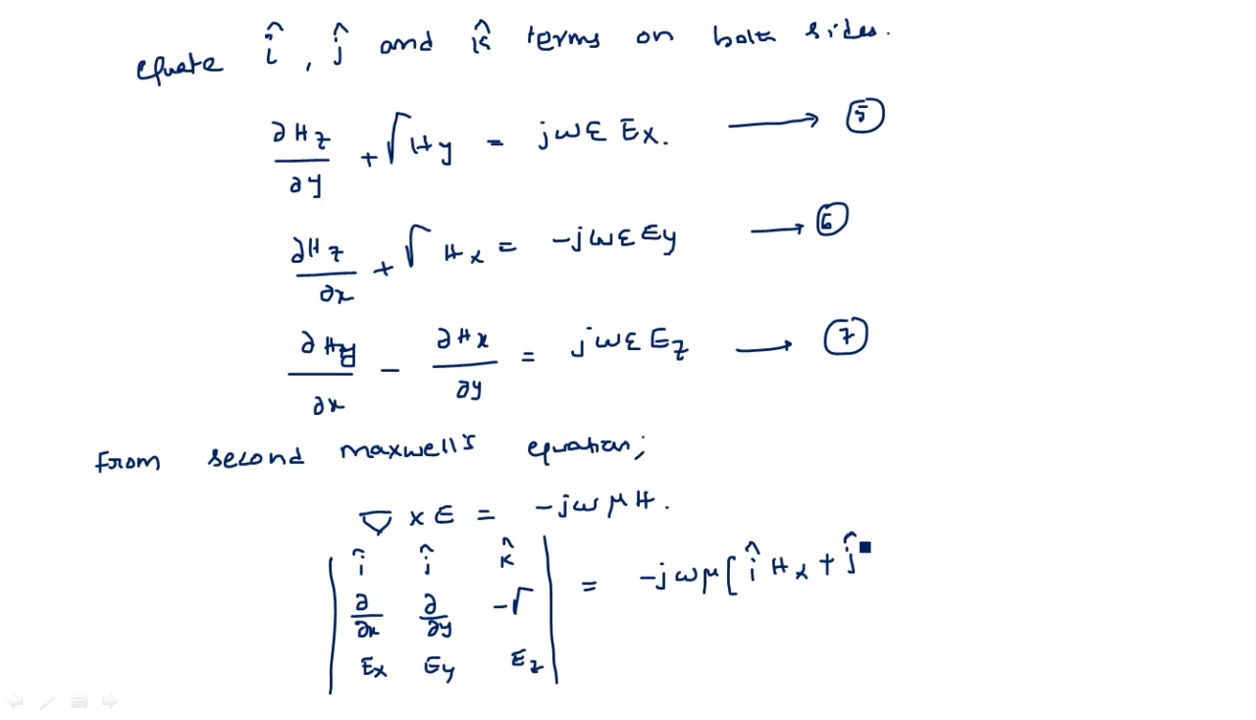 equate î, ĵ and k̂ terms on both sides.
∂Hz/∂y + ΓHy = jωε Ex. ⟶ ⑤
∂Hz/∂x + Γ Hx = -jωε Ey ⟶ ⑥
∂Hy/∂x - ∂Hx/∂y = jωε Ez ⟶ ⑦
From second maxwell's equation;
∇ x E = -jωμH.
| î ĵ k̂ |
| ∂/∂x ∂/∂y -Γ | = -jωμ[î Hx + ĵ
| Ex Ey Ez |